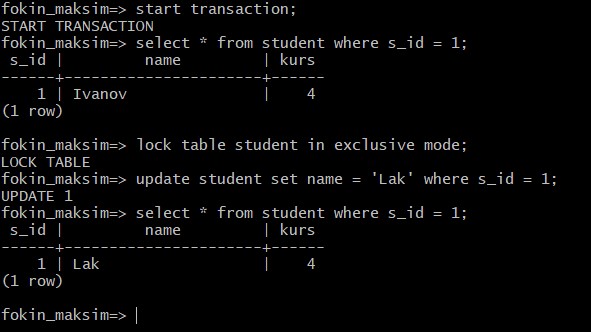 fokin_maksim=> start transaction;
START TRANSACTION
fokin_maksim=> select * from student where s_id = 1;
 s_id |          name          | kurs
------+------------------------+------
    1 | Ivanov                 |    4
(1 row)

fokin_maksim=> lock table student in exclusive mode;
LOCK TABLE
fokin_maksim=> update student set name = 'Lak' where s_id = 1;
UPDATE 1
fokin_maksim=> select * from student where s_id = 1;
 s_id |          name          | kurs
------+------------------------+------
    1 | Lak                    |    4
(1 row)

fokin_maksim=>